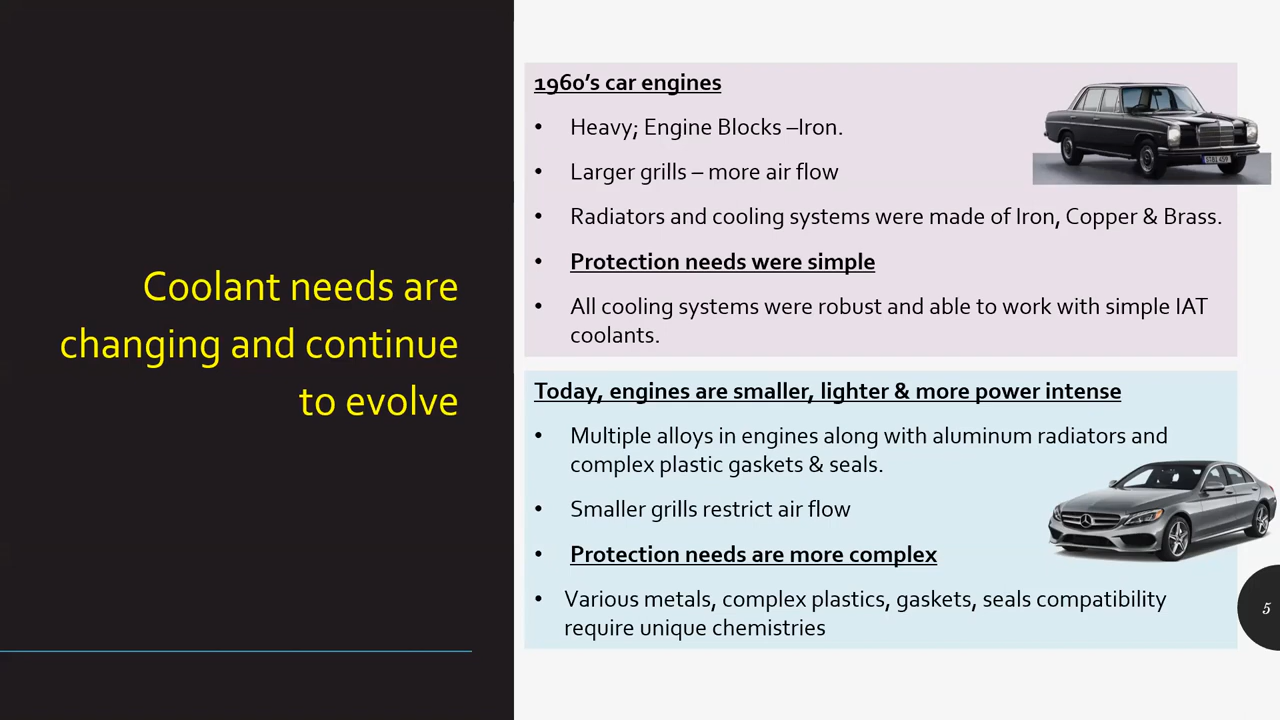 Coolant needs are
changing and continue
to evolve
1960's car engines
• Heavy; Engine Blocks –Iron.
• Larger grills – more air flow
• Radiators and cooling systems were made of Iron, Copper & Brass.
• Protection needs were simple
• All cooling systems were robust and able to work with simple IAT
coolants.
Today, engines are smaller, lighter & more power intense
• Multiple alloys in engines along with aluminum radiators and
complex plastic gaskets & seals.
• Smaller grills restrict air flow
• Protection needs are more complex
• Various metals, complex plastics, gaskets, seals compatibility
require unique chemistries
5